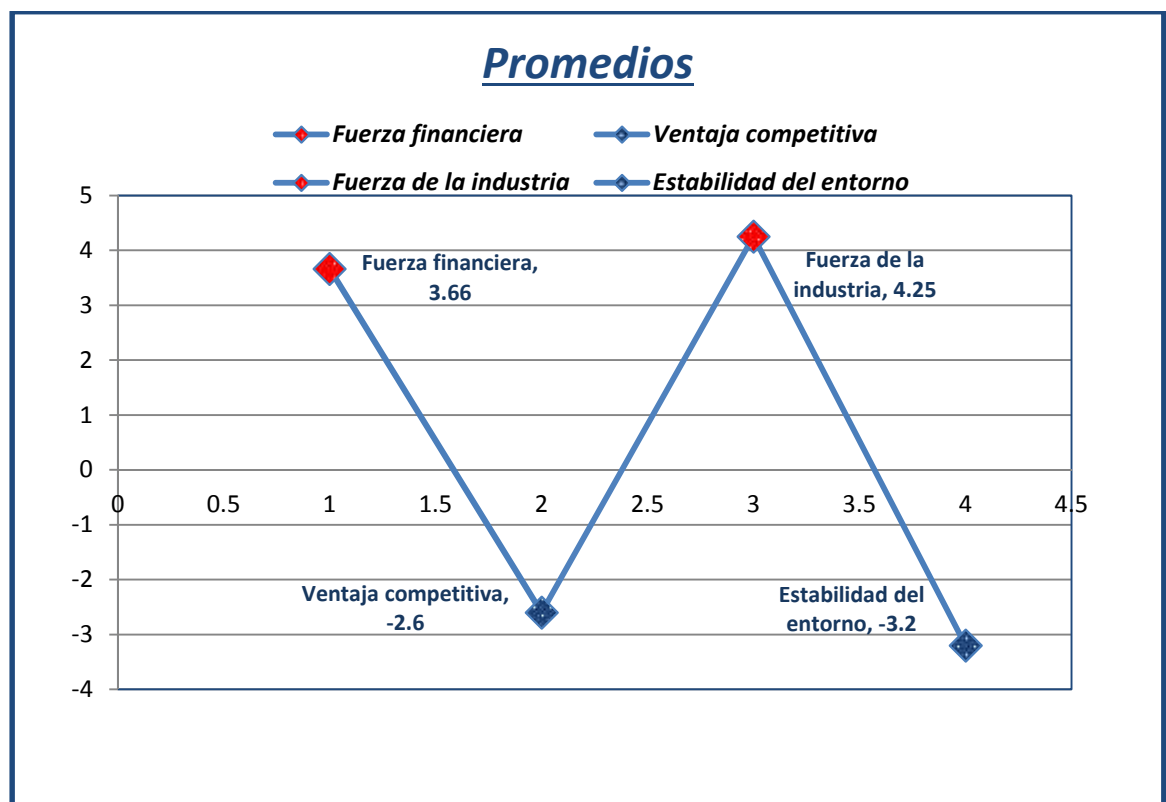 Promedios
Fuerza financiera
Ventaja competitiva
Fuerza de la industria
Estabilidad del entorno
5
4
3
2
1
0
-1
-2
-3
-4
0
0.5
1
1.5
2
2.5
3
3.5
4
4.5
Fuerza financiera,
3.66
Fuerza de la
industria, 4.25
Ventaja competitiva,
-2.6
Estabilidad del
entorno, -3.2